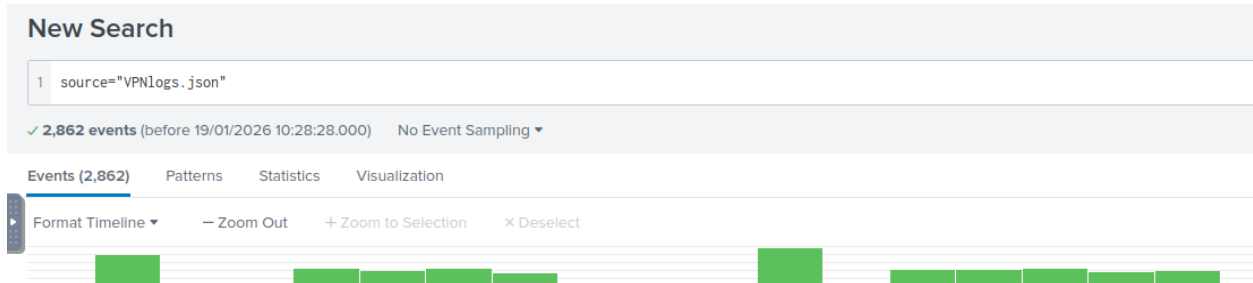 New Search
1 source="VPNlogs.json"
✓ 2,862 events (before 19/01/2026 10:28:28.000) No Event Sampling ▾
Events (2,862) Patterns Statistics Visualization
Format Timeline ▾ — Zoom Out + Zoom to Selection × Deselect